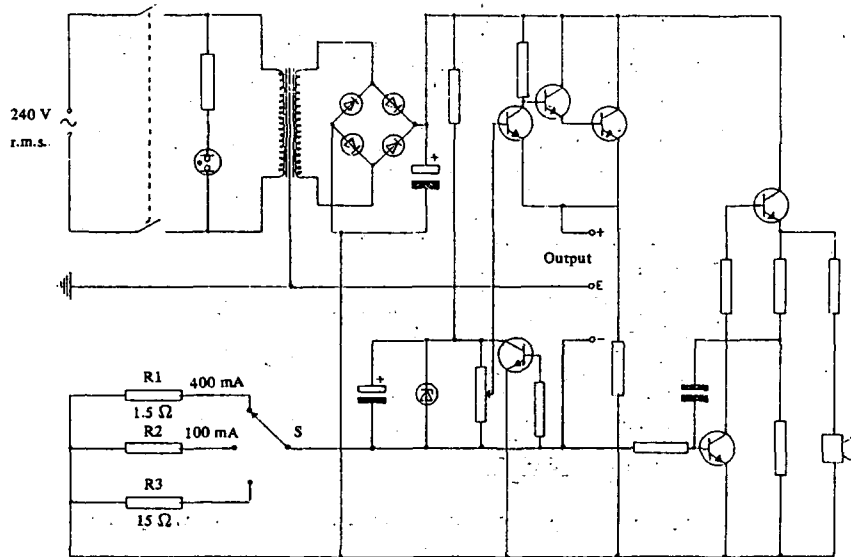 240 V
r.m.s.
+
+
Output
E
−
+
R1
400 mA
1.5 Ω
R2
100 mA
S
R3
15 Ω